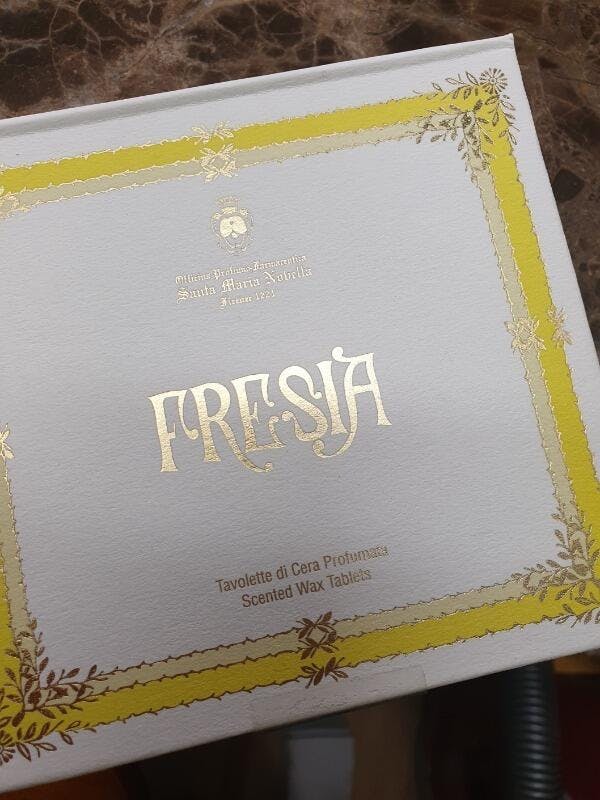 Officina Profumo-Farmaceutica
Santa Maria Novella
Firenze 1221
FRESIA
Tavolette di Cera Profumata
Scented Wax Tablets